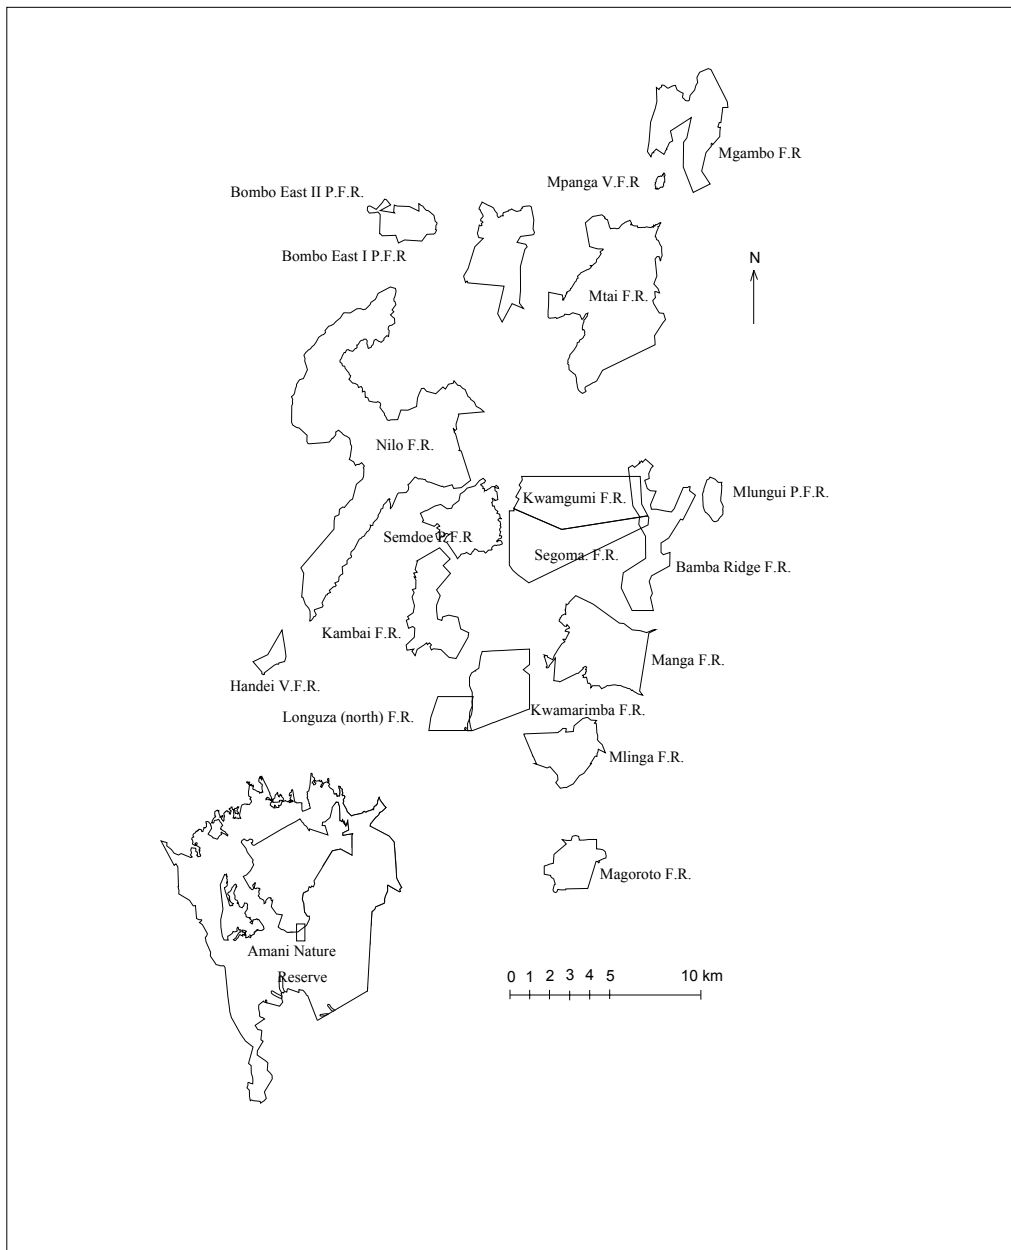 Mgambo F.R
Mpanga V.F.R
Bombo East II P.F.R.
Bombo East I P.F.R
N
Mtai F.R.
Nilo F.R.
Kwamgumi F.R.
Mlungui P.F.R.
Semdoe P.F.R
Segoma. F.R.
Bamba Ridge F.R.
Kambai F.R.
Manga F.R.
Handei V.F.R.
Longuza (north) F.R.
Kwamarimba F.R.
Mlinga F.R.
Magoroto F.R.
Amani Nature
Reserve
0 1 2 3 4 5 10 km